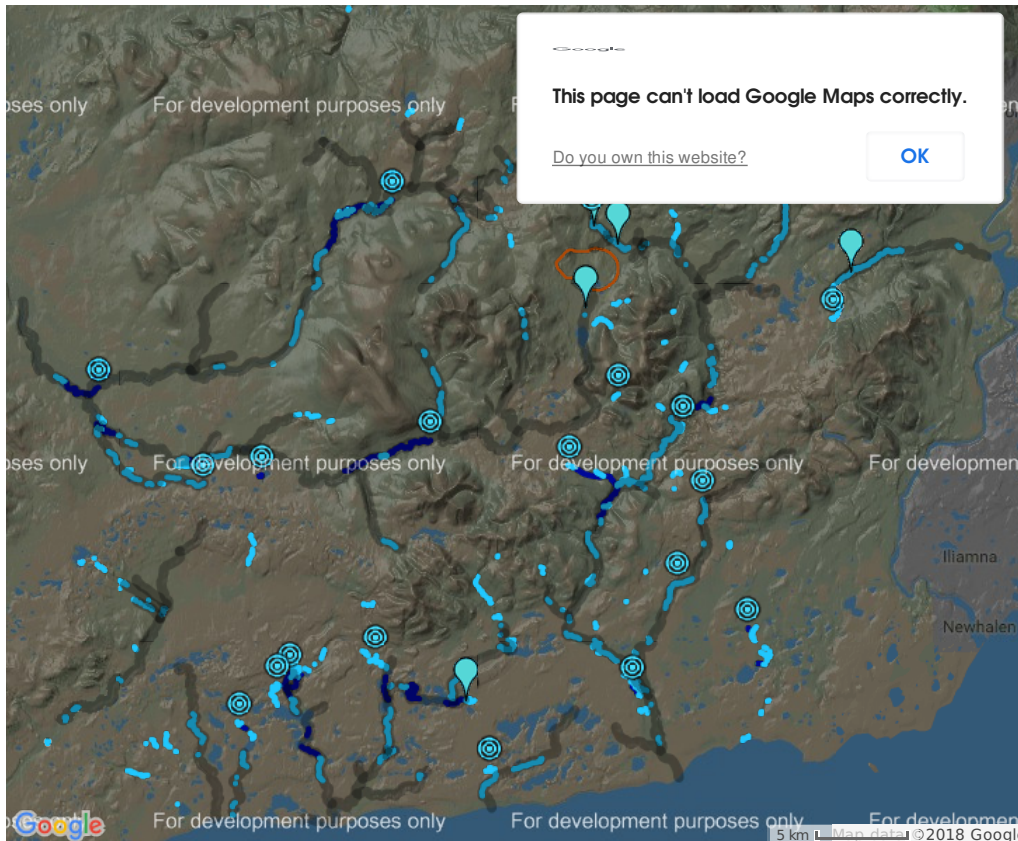 Google
This page can't load Google Maps correctly.
Do you own this website?
OK
oses only
For development purposes only
oses only
For development purposes only
For development purposes only
For developmen
Iliamna
Newhalen
Google
For development purposes only
For development purposes only
For developmen
5 km
Map data ©2018 Googl